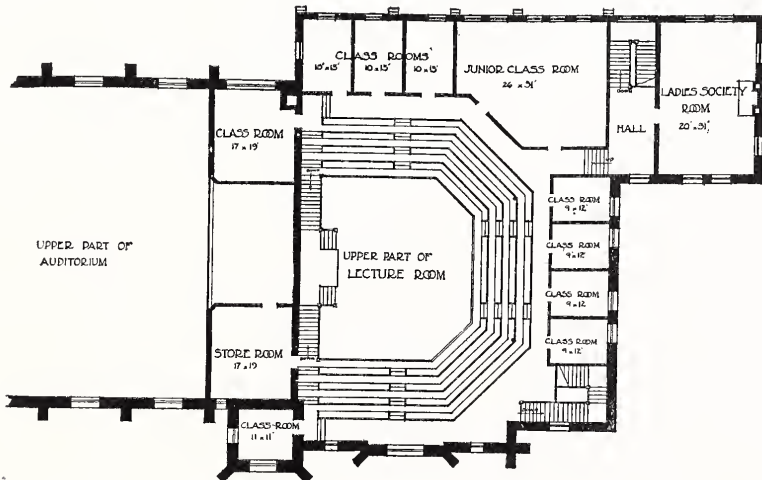 CLASS ROOMS
10'x15'
10x15'
10x15
JUNIOR CLASS ROOM
26 x 31'
LADIES SOCIETY
ROOM
20'x31'
DOWN
HALL
CLASS ROOM
17 x 19'
CLASS ROOM
9 x 12'
CLASS ROOM
9 x 12'
CLASS ROOM
9 x 12
CLASS ROOM
9 x 12'
UPPER PART OF
AUDITORIUM
UPPER PART OF
LECTURE ROOM
STORE ROOM
17 x 19
CLASS-ROOM
11 x 11'